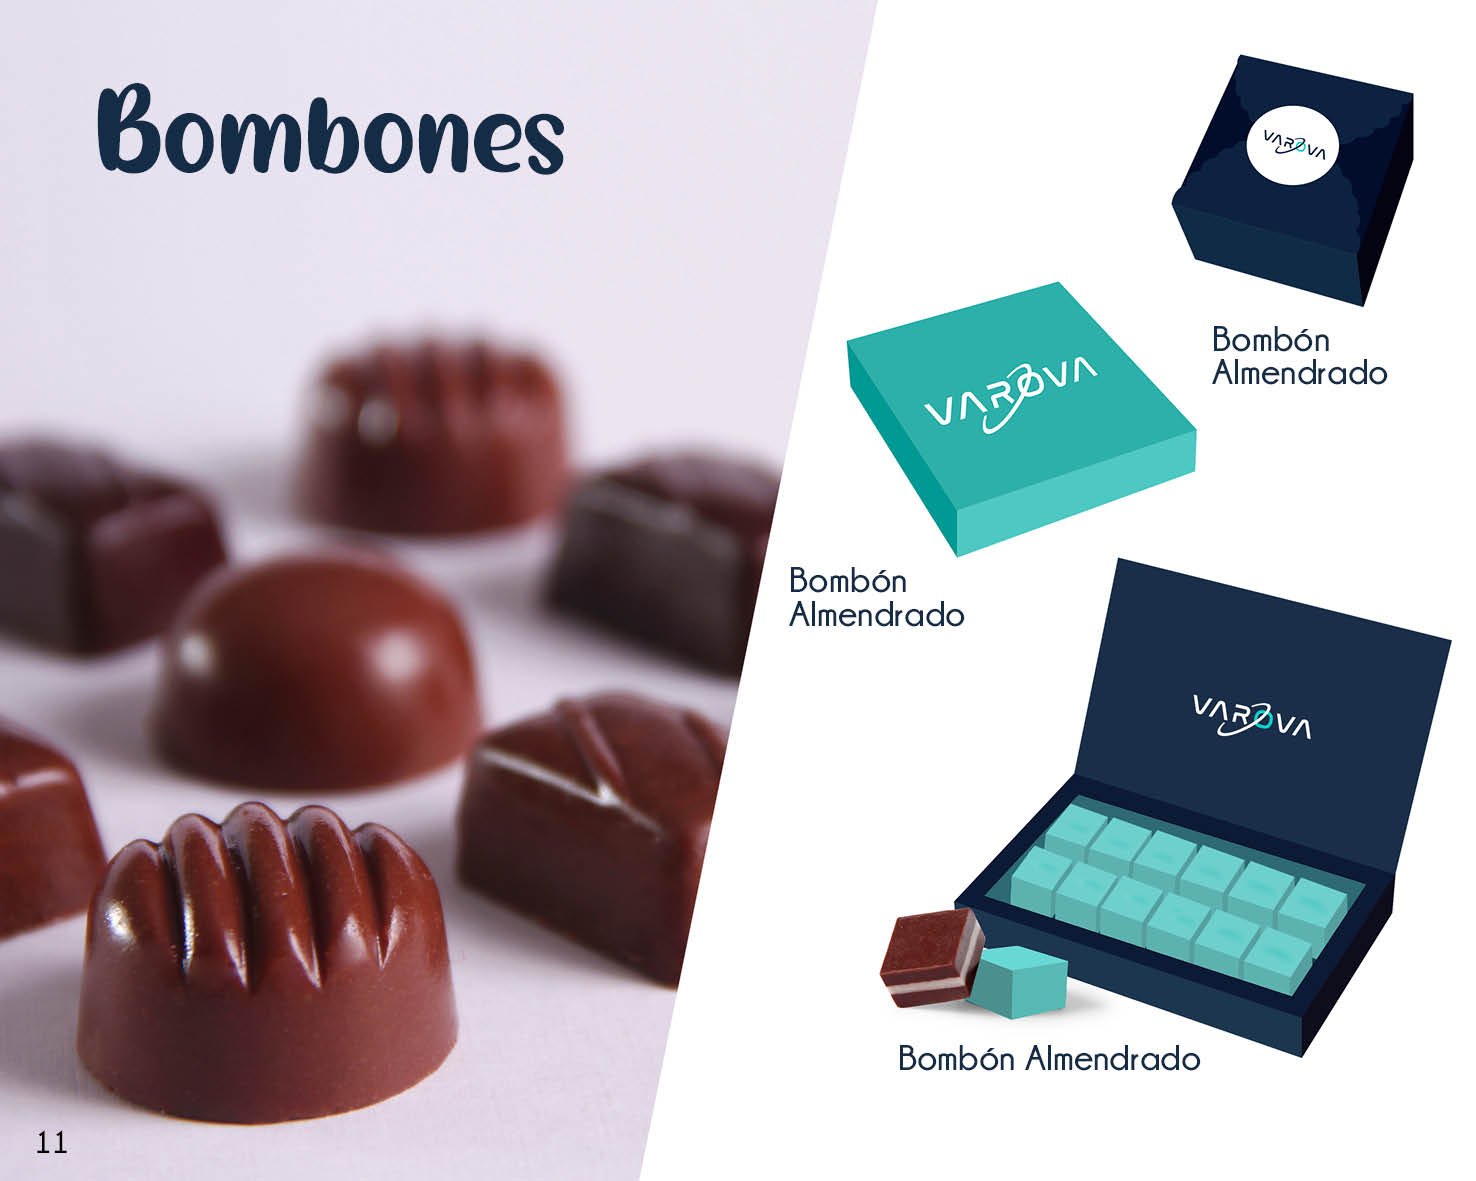 Bombones
VAROVA
Bombón
Almendrado
VAROVA
Bombón
Almendrado
VAROVA
Bombón Almendrado
11